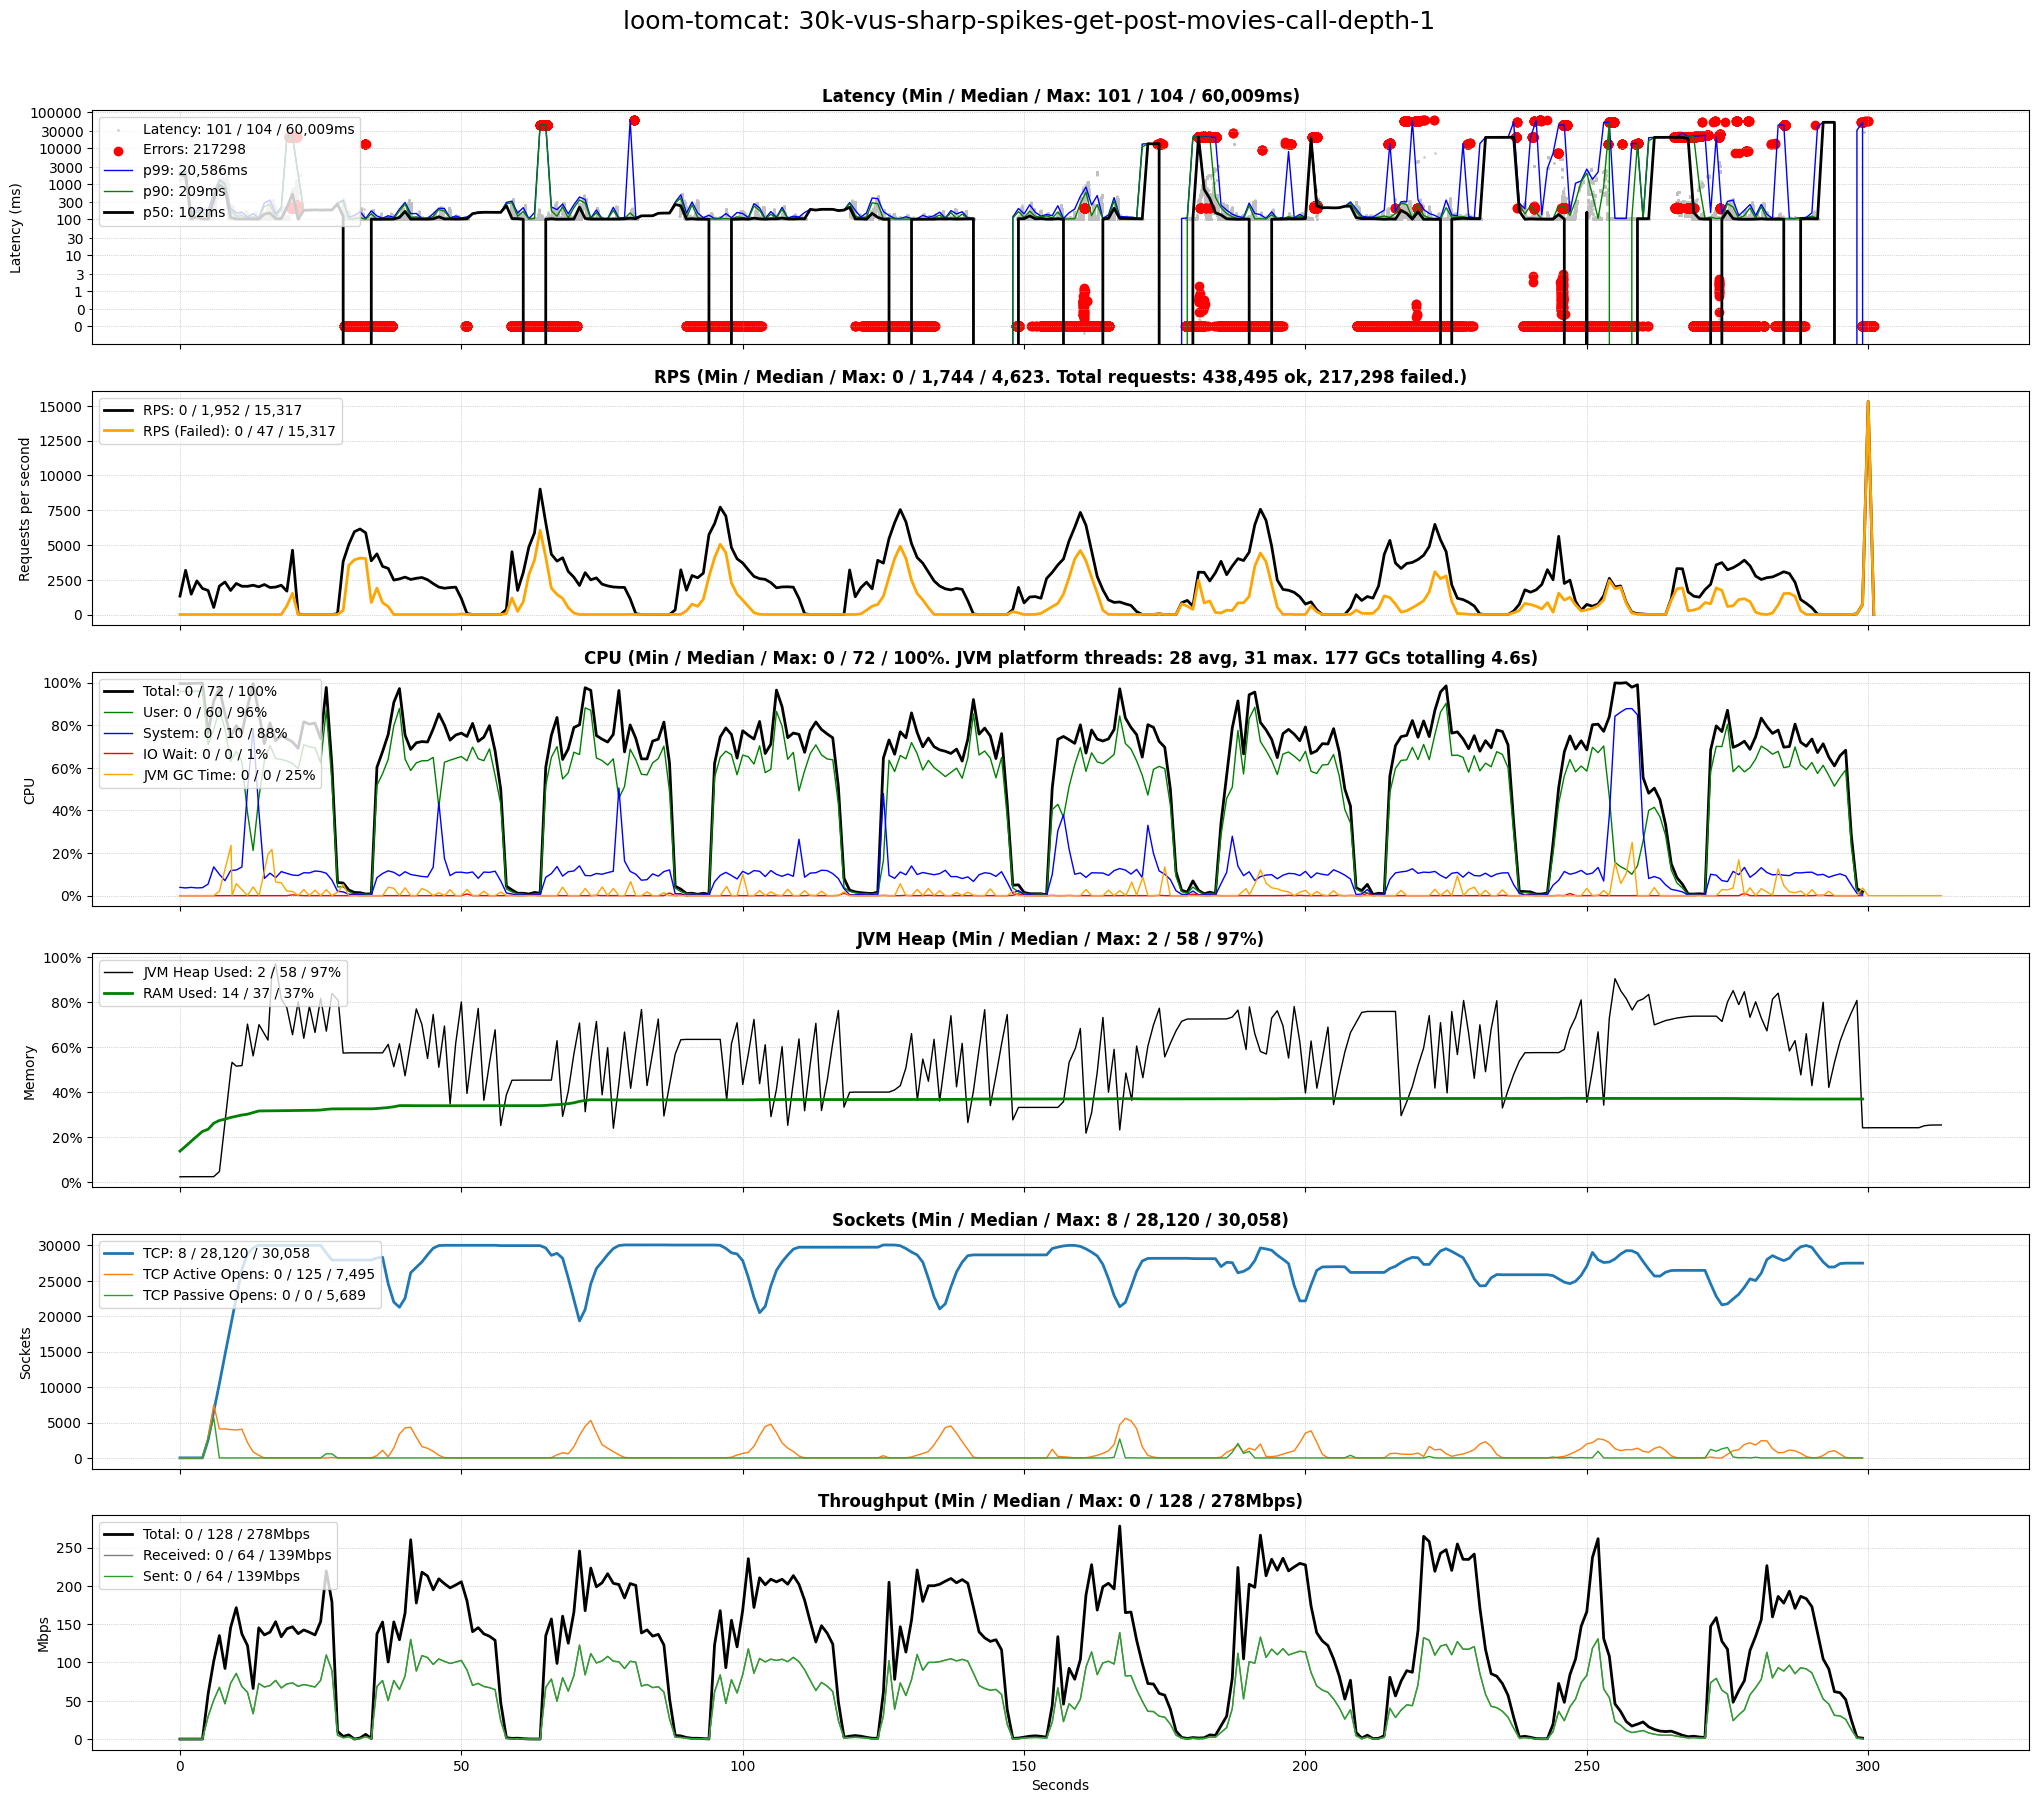 loom-tomcat: 30k-vus-sharp-spikes-get-post-movies-call-depth-1
Latency (Min / Median / Max: 101 / 104 / 60,009ms)
Latency (ms)
100000
30000
10000
3000
1000
300
100
30
10
3
1
0
0
Latency: 101 / 104 / 60,009ms
Errors: 217298
p99: 20,586ms
p90: 209ms
p50: 102ms
RPS (Min / Median / Max: 0 / 1,744 / 4,623. Total requests: 438,495 ok, 217,298 failed.)
Requests per second
15000
12500
10000
7500
5000
2500
0
RPS: 0 / 1,952 / 15,317
RPS (Failed): 0 / 47 / 15,317
CPU (Min / Median / Max: 0 / 72 / 100%. JVM platform threads: 28 avg, 31 max. 177 GCs totalling 4.6s)
CPU
100%
80%
60%
40%
20%
0%
Total: 0 / 72 / 100%
User: 0 / 60 / 96%
System: 0 / 10 / 88%
IO Wait: 0 / 0 / 1%
JVM GC Time: 0 / 0 / 25%
JVM Heap (Min / Median / Max: 2 / 58 / 97%)
Memory
100%
80%
60%
40%
20%
0%
JVM Heap Used: 2 / 58 / 97%
RAM Used: 14 / 37 / 37%
Sockets (Min / Median / Max: 8 / 28,120 / 30,058)
Sockets
30000
25000
20000
15000
10000
5000
0
TCP: 8 / 28,120 / 30,058
TCP Active Opens: 0 / 125 / 7,495
TCP Passive Opens: 0 / 0 / 5,689
Throughput (Min / Median / Max: 0 / 128 / 278Mbps)
Mbps
250
200
150
100
50
0
Total: 0 / 128 / 278Mbps
Received: 0 / 64 / 139Mbps
Sent: 0 / 64 / 139Mbps
0 50 100 150 200 250 300
Seconds